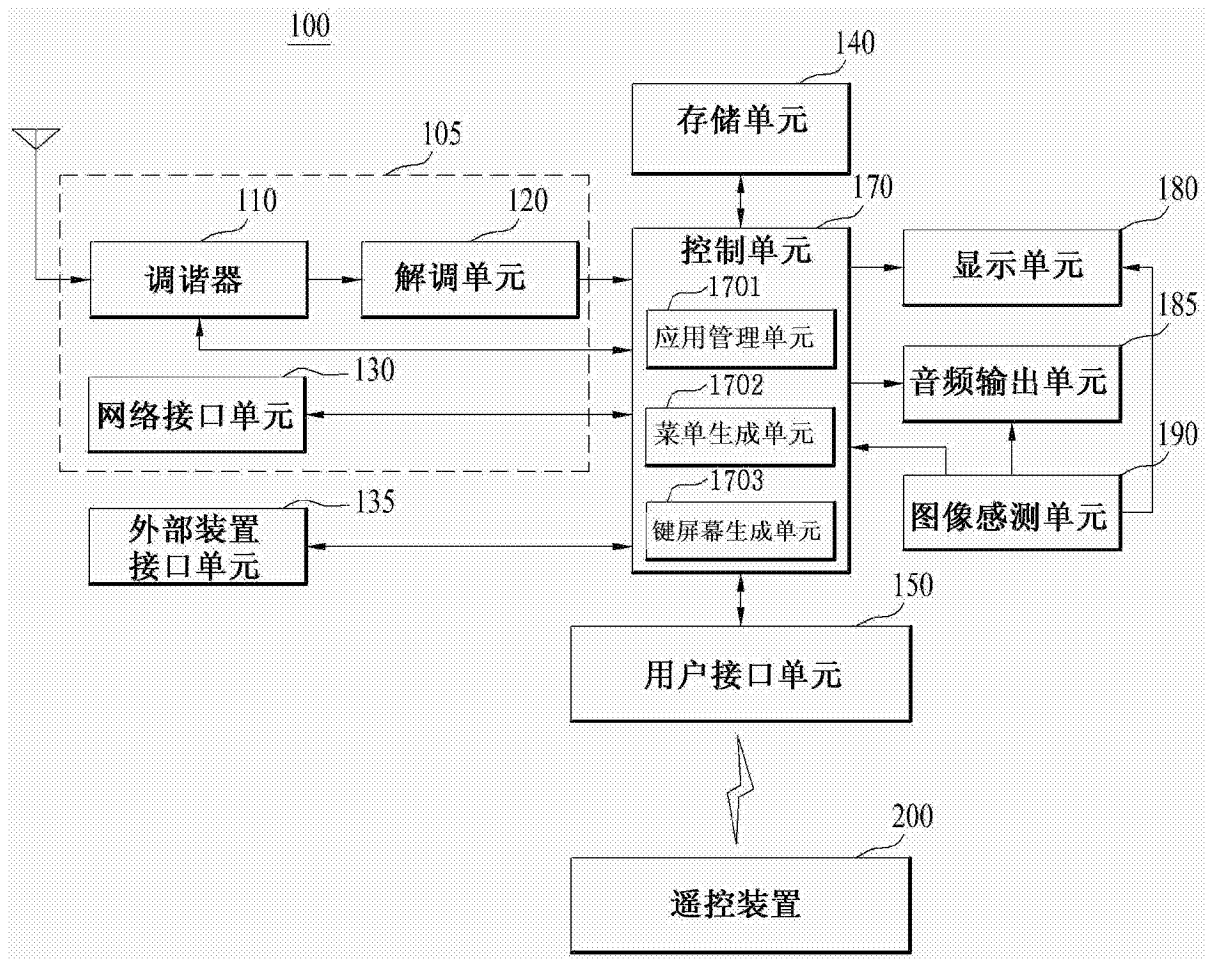 100
140
存储单元
105
110
120
170
180
调谐器
解调单元
控制单元
显示单元
1701
应用管理单元
185
音频输出单元
130
网络接口单元
1702
菜单生成单元
190
图像感测单元
1703
键屏幕生成单元
135
外部装置
接口单元
150
用户接口单元
200
遥控装置